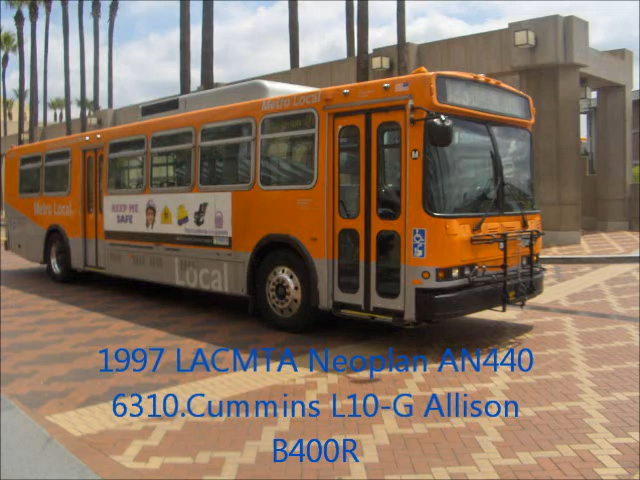 Metro Local
M
Metro Local
KEEP ME
SAFE
Local
1997 LACMTA Neoplan AN440
6310.Cummins L10-G Allison
B400R